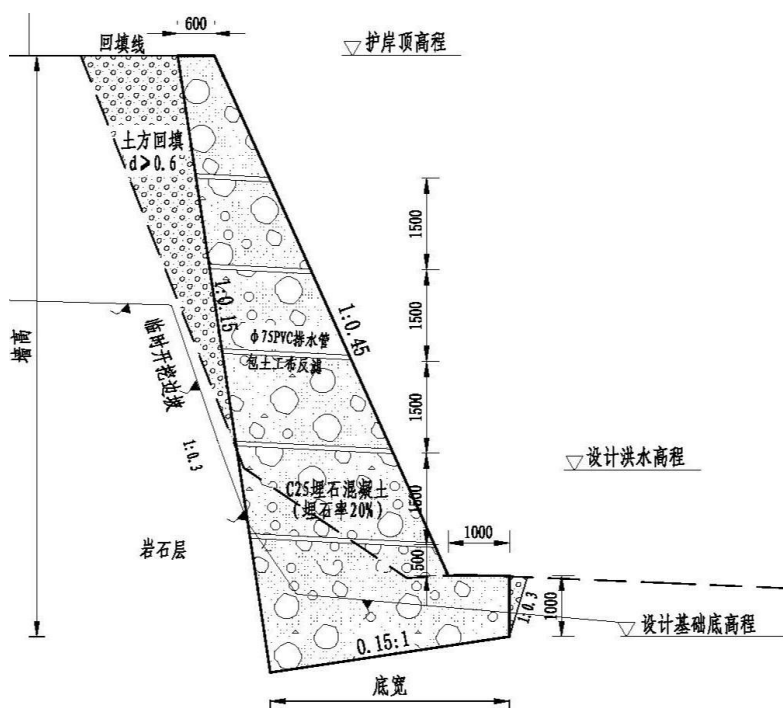 600
回填线
护岸顶高程
土方回填
d≥0.6
1500
1:0.15
1:0.45
1500
φ75PVC排水管
包土工布反滤
墙高
临时开挖边坡
1500
1:0.3
设计洪水高程
C25埋石混凝土
(埋石率20%)
1500
1000
岩石层
500
1:0.3
1000
设计基础底高程
0.15:1
底宽